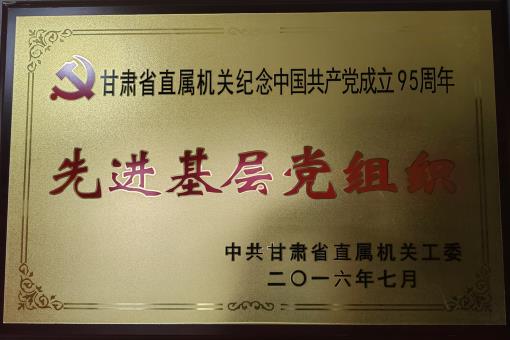 甘肃省直属机关纪念中国共产党成立95周年
先进基层党组织
中共甘肃省直属机关工委
二〇一六年七月